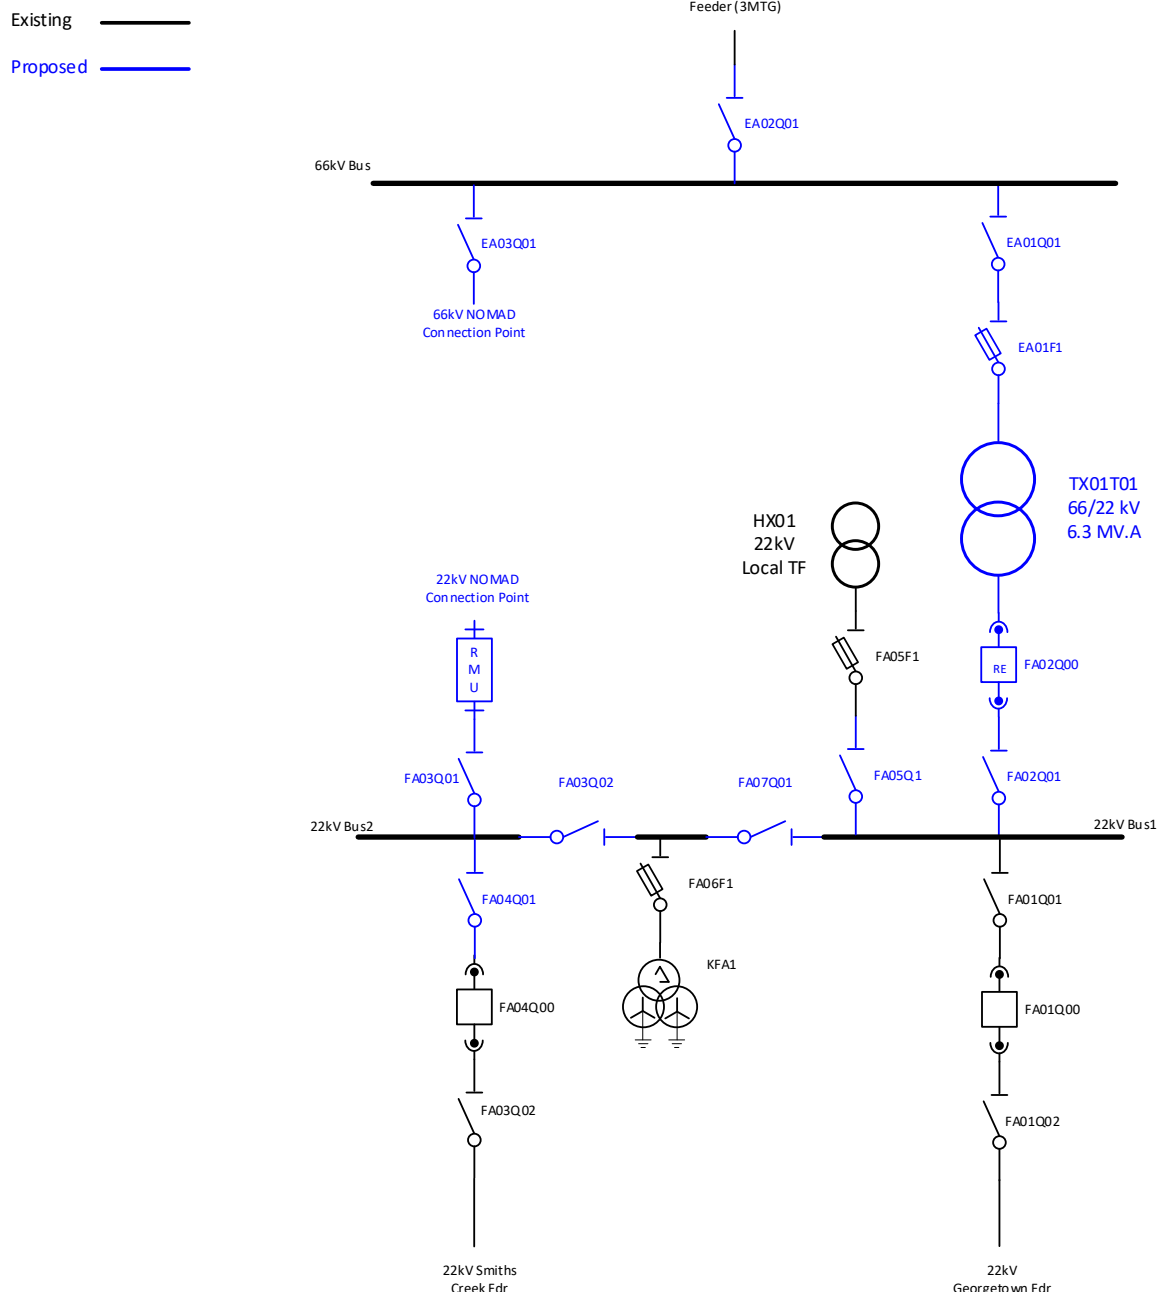 Feeder (3MTG)
Existing
Proposed
EA02Q01
66kV Bus
EA03Q01
EA01Q01
66kV NOMAD
Connection Point
EA01F1
TX01T01
66/22 kV
6.3 MV.A
HX01
22kV
Local TF
22kV NOMAD
Connection Point
R
M
U
FA05F1
RE
FA02Q00
FA03Q01
FA03Q02
FA07Q01
FA05Q1
FA02Q01
22kV Bus2
22kV Bus1
FA04Q01
FA06F1
FA01Q01
KFA1
FA04Q00
FA01Q00
FA03Q02
FA01Q02
22kV Smiths
Creek Fdr
22kV
Georgetown Fdr